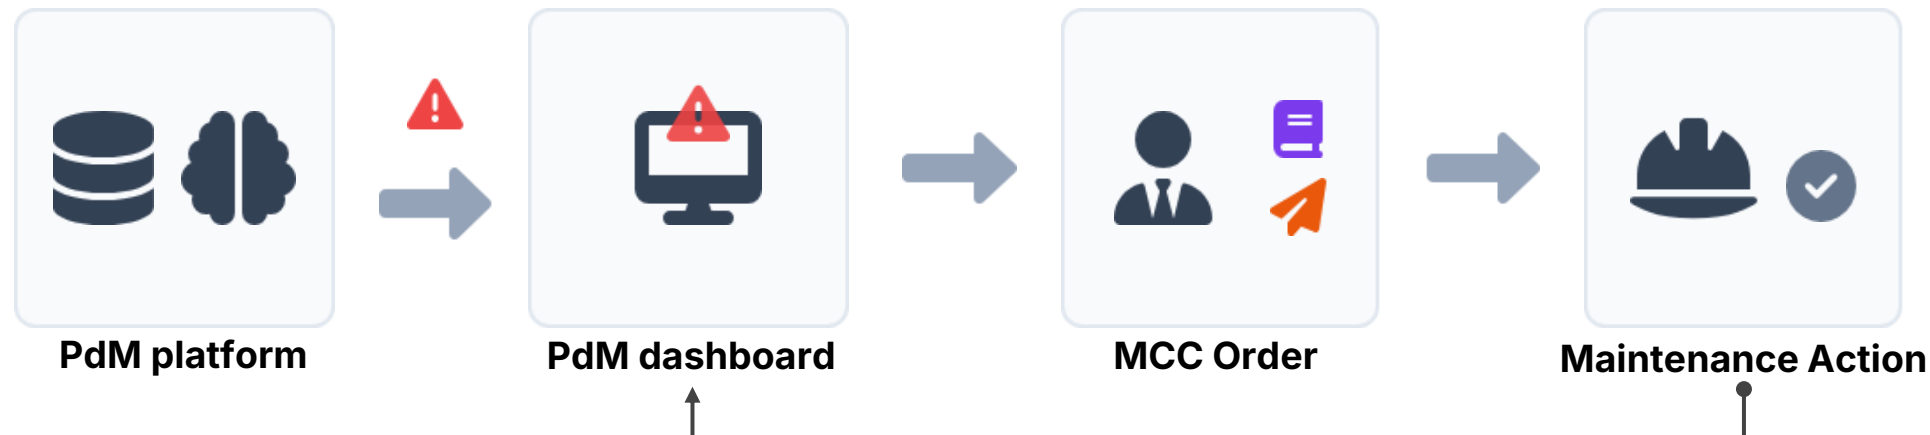 PdM platform
PdM dashboard
MCC Order
Maintenance Action